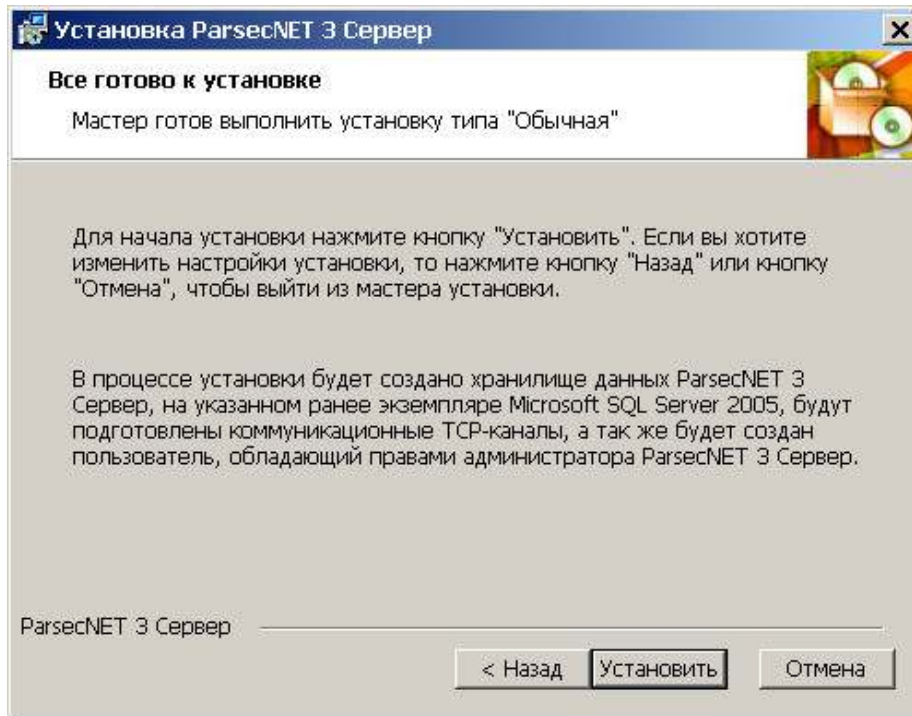 Установка ParsecNET 3 Сервер
Все готово к установке
Мастер готов выполнить установку типа "Обычная"
Для начала установки нажмите кнопку "Установить". Если вы хотите
изменить настройки установки, то нажмите кнопку "Назад" или кнопку
"Отмена", чтобы выйти из мастера установки.
В процессе установки будет создано хранилище данных ParsecNET 3
Сервер, на указанном ранее экземпляре Microsoft SQL Server 2005, будут
подготовлены коммуникационные TCP-каналы, а так же будет создан
пользователь, обладающий правами администратора ParsecNET 3 Сервер.
ParsecNET 3 Сервер
< Назад Установить Отмена